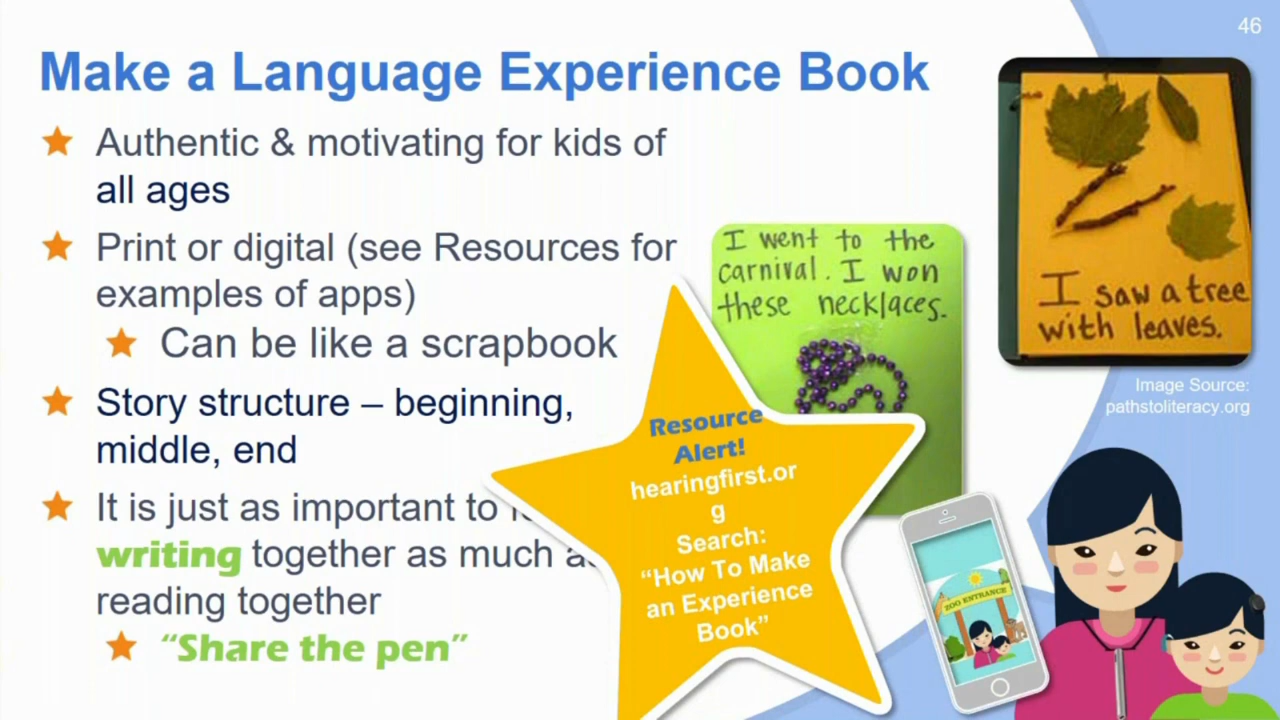 46
Make a Language Experience Book
Authentic & motivating for kids of
all ages
Print or digital (see Resources for
examples of apps)
Can be like a scrapbook
Story structure – beginning,
middle, end
It is just as important to
writing together as much
reading together
“Share the pen”
I went to the
carnival. I won
these necklaces.
I saw a tree
with leaves.
Image Source:
pathstoliteracy.org
Resource
Alert!
hearingfirst.or
g
Search:
“How To Make
an Experience
Book”
ZOO ENTRANCE